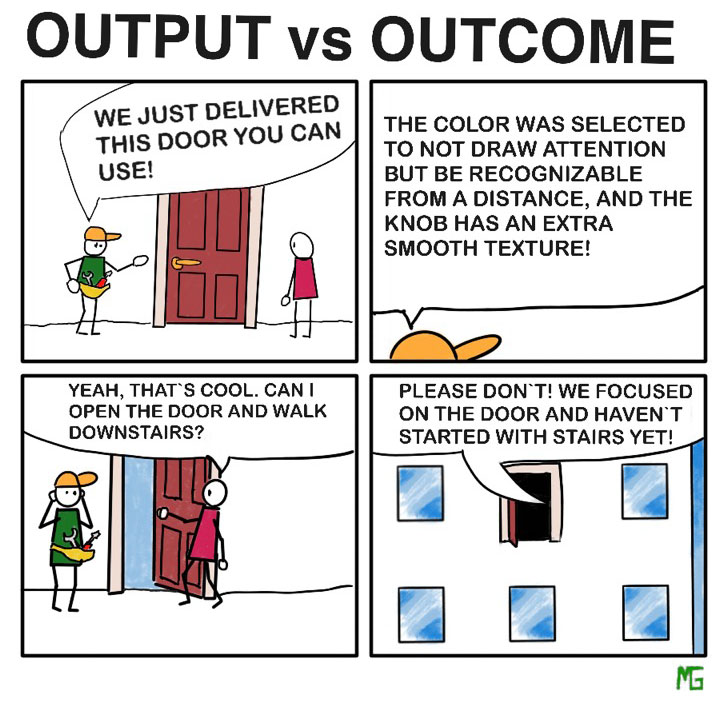 OUTPUT vs OUTCOME
WE JUST DELIVERED
THIS DOOR YOU CAN
USE!
THE COLOR WAS SELECTED
TO NOT DRAW ATTENTION
BUT BE RECOGNIZABLE
FROM A DISTANCE, AND THE
KNOB HAS AN EXTRA
SMOOTH TEXTURE!
YEAH, THAT`S COOL. CAN I
OPEN THE DOOR AND WALK
DOWNSTAIRS?
PLEASE DON`T! WE FOCUSED
ON THE DOOR AND HAVEN`T
STARTED WITH STAIRS YET!
MG